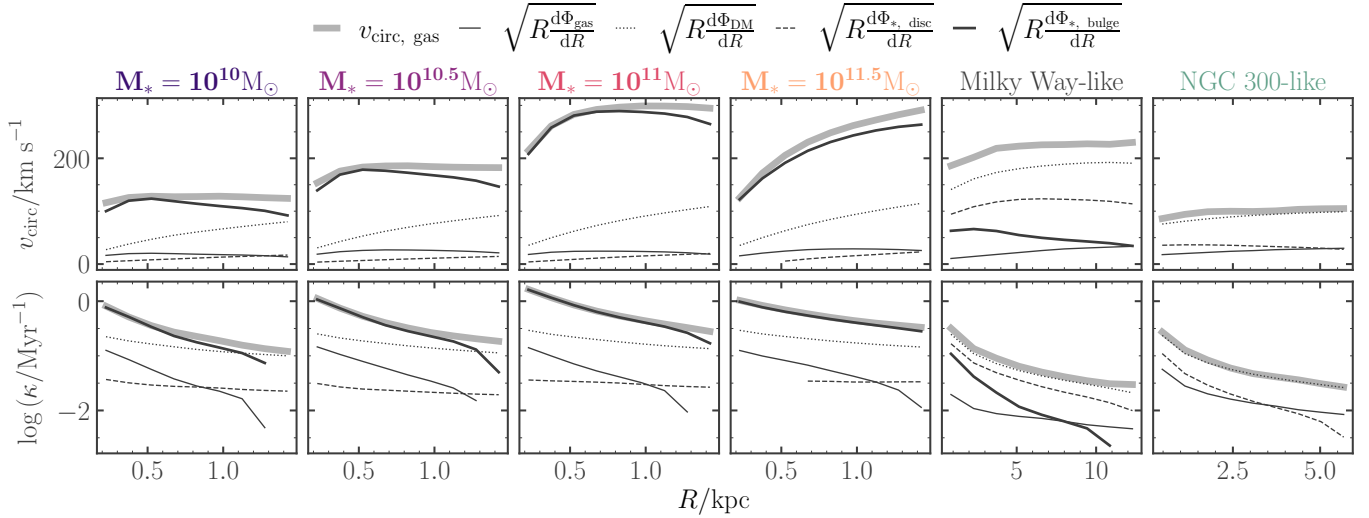 v_circ, gas √(R dΦ_gas/dR) √(R dΦ_DM/dR) √(R dΦ_*, disc/dR) √(R dΦ_*, bulge/dR)
M_* = 10^10 M_⊙ M_* = 10^10.5 M_⊙ M_* = 10^11 M_⊙ M_* = 10^11.5 M_⊙ Milky Way-like NGC 300-like
v_circ/km s^−1
200
0
log (κ/Myr^−1)
0
−2
0.5 1.0 0.5 1.0 0.5 1.0 0.5 1.0 5 10 2.5 5.0
R/kpc